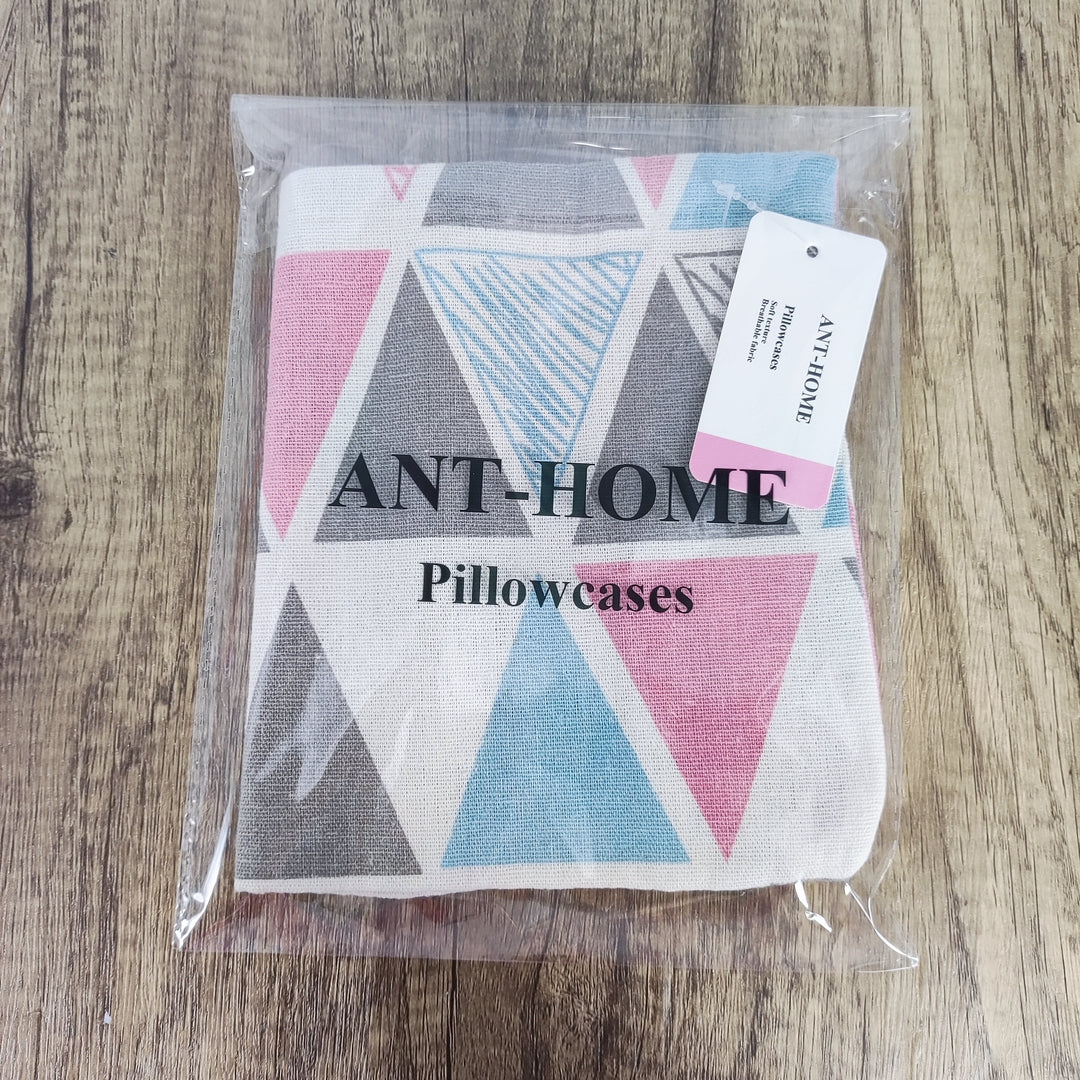 ANT-HOME
Pillowcases
ANT-HOME
Pillowcases
Soft texture
Breathable fabric